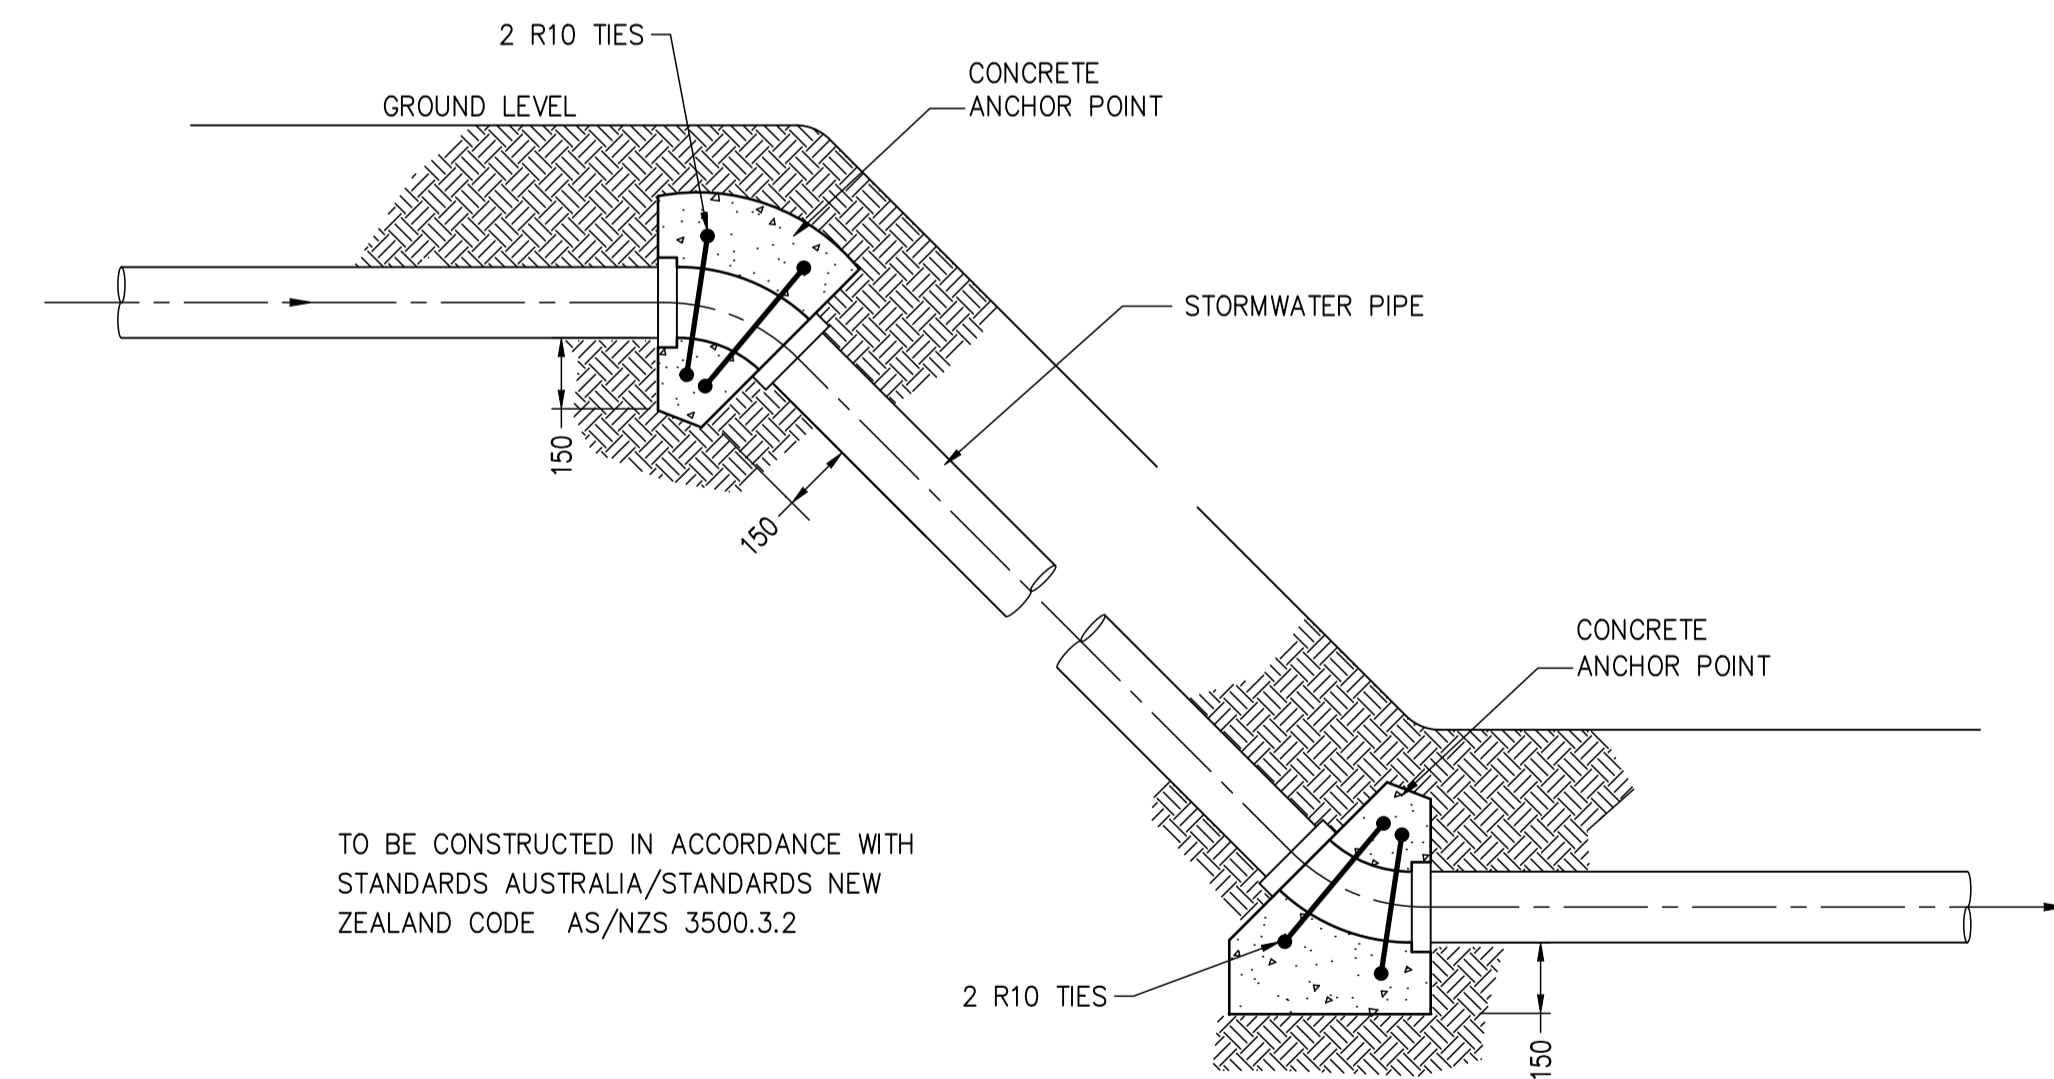 2 R10 TIES
CONCRETE
ANCHOR POINT
GROUND LEVEL
STORMWATER PIPE
150
150
CONCRETE
ANCHOR POINT
TO BE CONSTRUCTED IN ACCORDANCE WITH
STANDARDS AUSTRALIA/STANDARDS NEW
ZEALAND CODE AS/NZS 3500.3.2
2 R10 TIES
150